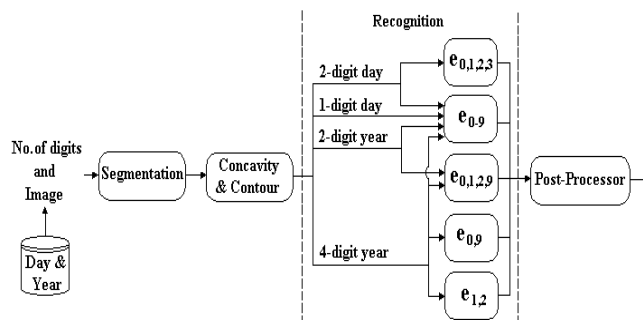 Recognition
2-digit day
1-digit day
2-digit year
4-digit year
No. of digits
and
Image
Day &
Year
Segmentation
Concavity
& Contour
e0,1,2,3
e0-9
e0,1,2,9
e0,9
e1,2
Post-Processor